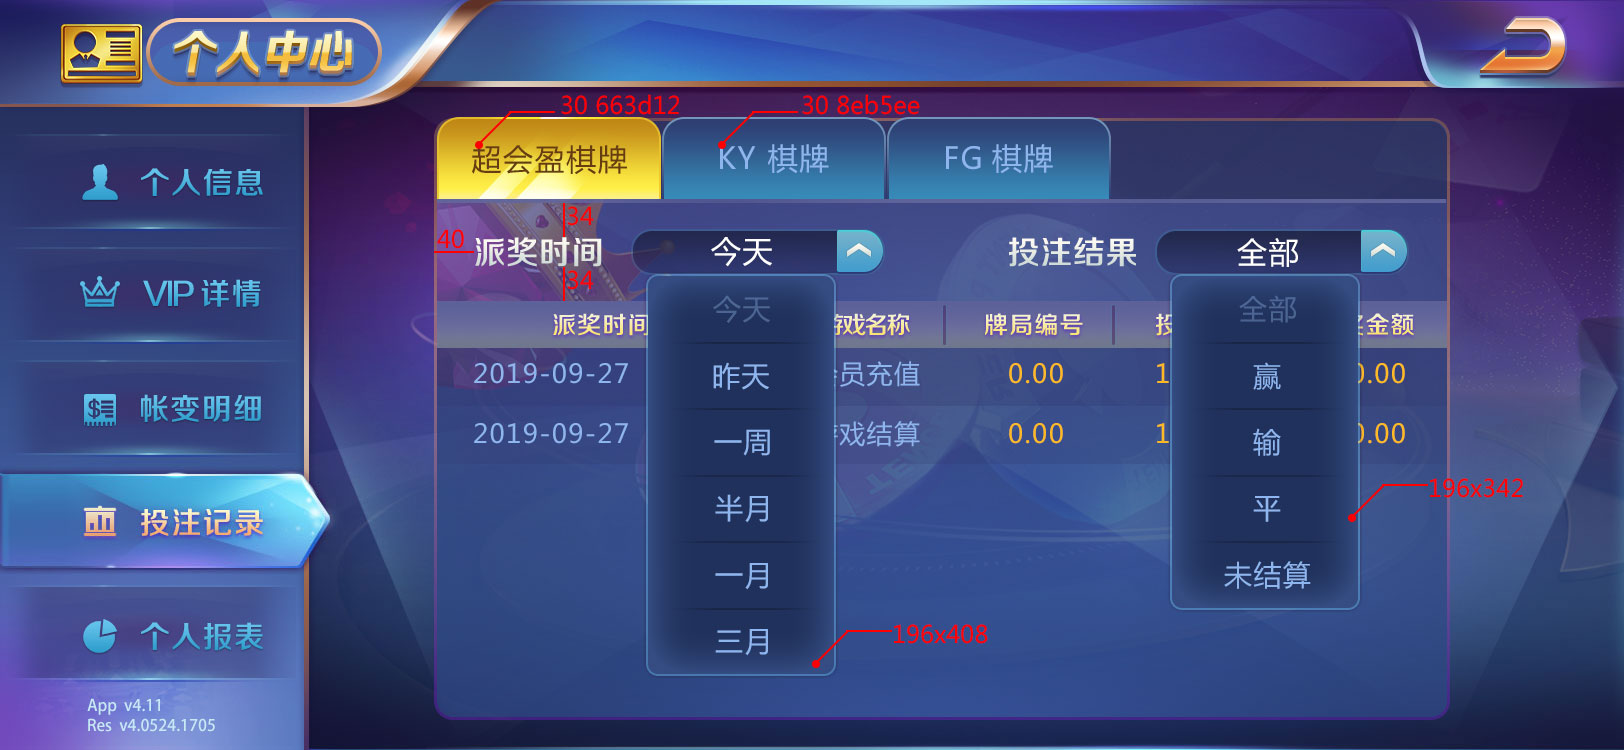 个人中心
30 663d12
30 8eb5ee
超会盈棋牌
KY 棋牌
FG 棋牌
个人信息
VIP 详情
帐变明细
投注记录
个人报表
App v4.11
Res v4.0524.1705
34
40
派奖时间
今天
投注结果
全部
34
派奖时间
戏名称
牌局编号
投
金额
2019-09-27
员充值
0.00
1
0.00
2019-09-27
戏结算
0.00
1
0.00
今天
昨天
一周
半月
一月
三月
196x408
全部
赢
输
平
未结算
196x342